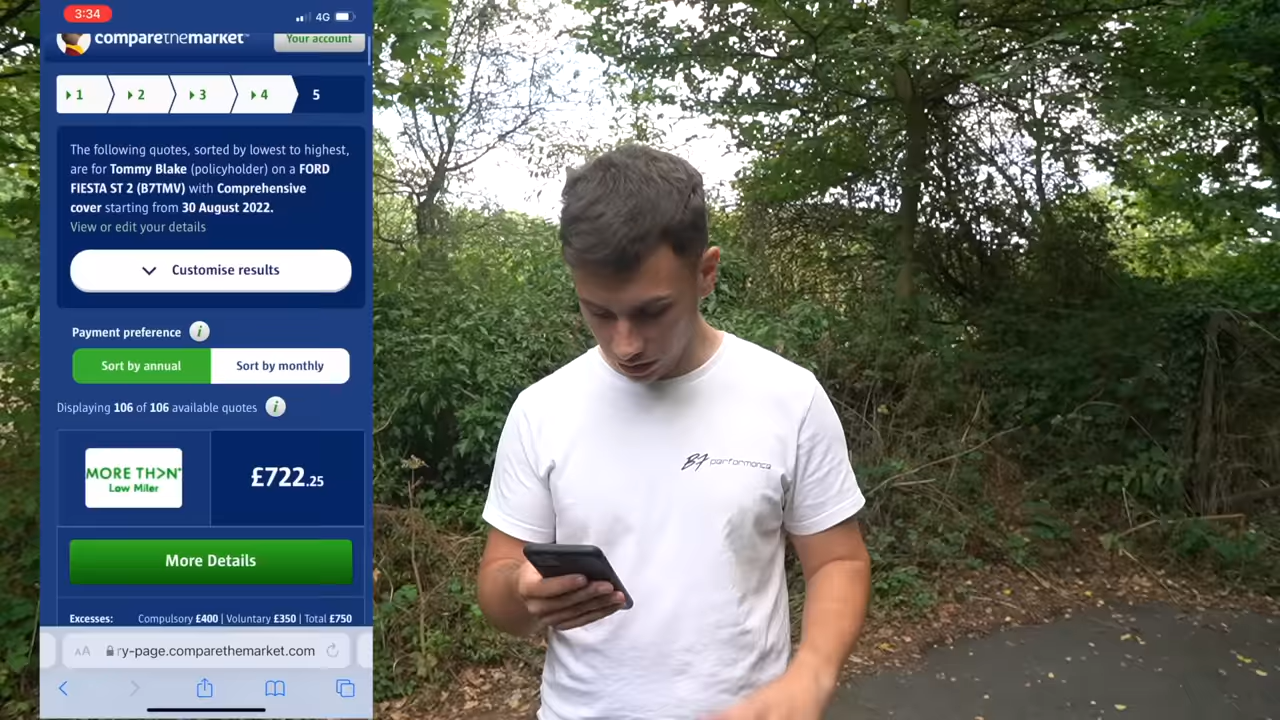 3:34
4G
comparethemarket
Your account
1 2 3 4 5
The following quotes, sorted by lowest to highest,
are for Tommy Blake (policyholder) on a FORD
FIESTA ST 2 (B7TMV) with Comprehensive
cover starting from 30 August 2022.
View or edit your details
Customise results
Payment preference i
Sort by annual Sort by monthly
Displaying 106 of 106 available quotes i
MORE TH>N
Low Miler
£722.25
More Details
Excesses: Compulsory £400 | Voluntary £350 | Total £750
AA ry-page.comparethemarket.com
B7 performance